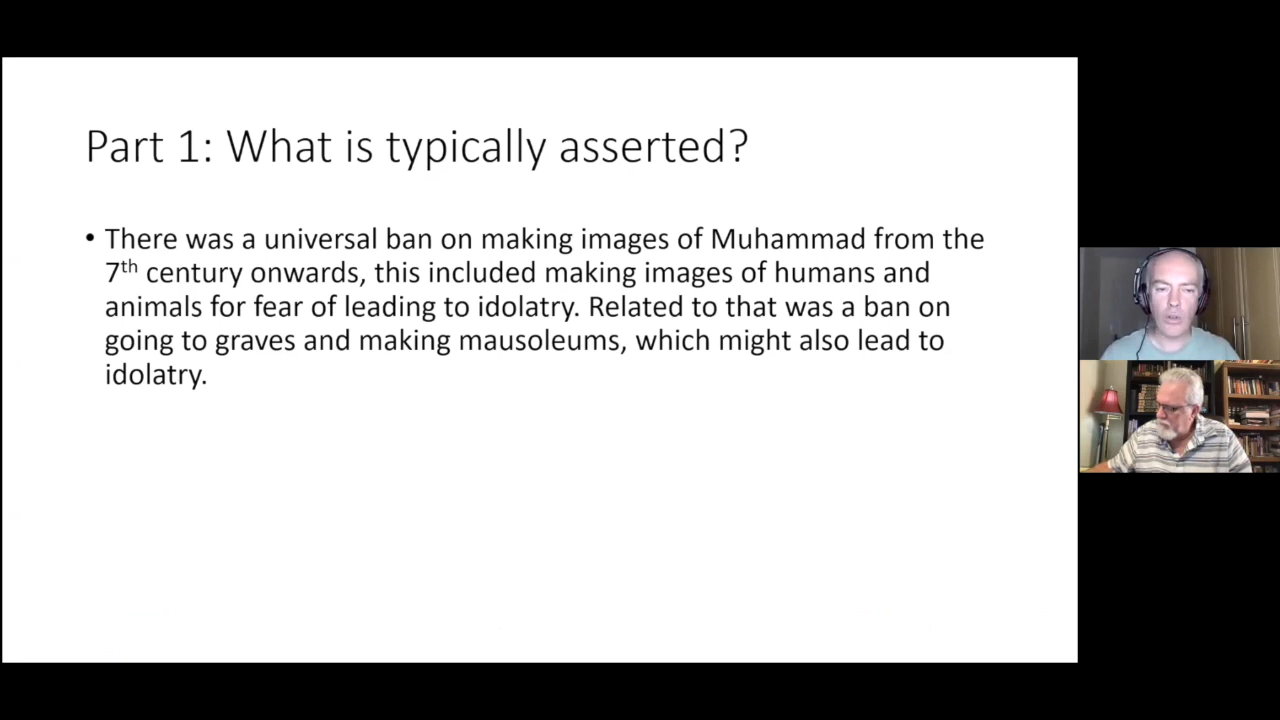 Part 1: What is typically asserted?
• There was a universal ban on making images of Muhammad from the
7th century onwards, this included making images of humans and
animals for fear of leading to idolatry. Related to that was a ban on
going to graves and making mausoleums, which might also lead to
idolatry.